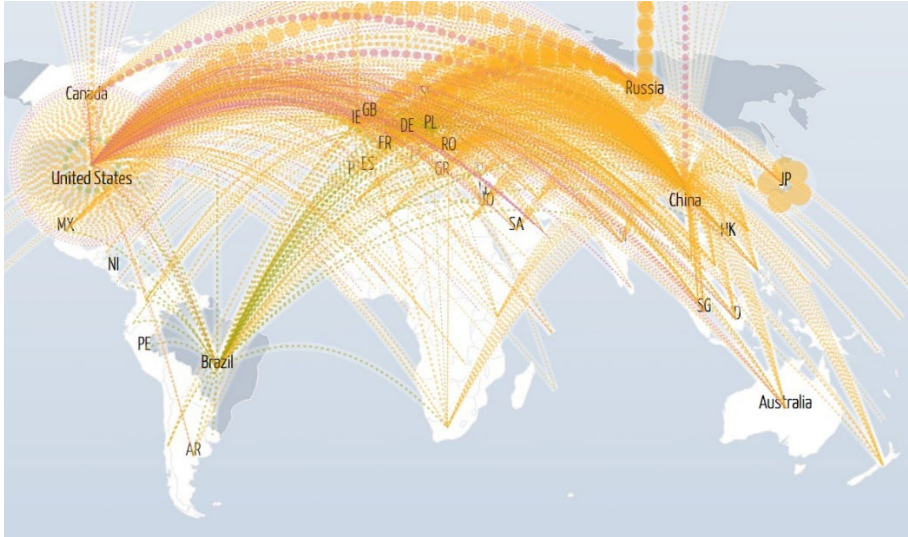 Canada
Russia
IE
GB
DE
PL
FR
RO
ES
GR
United States
JP
China
MX
SA
HK
NI
SG
PE
Brazil
Australia
AR